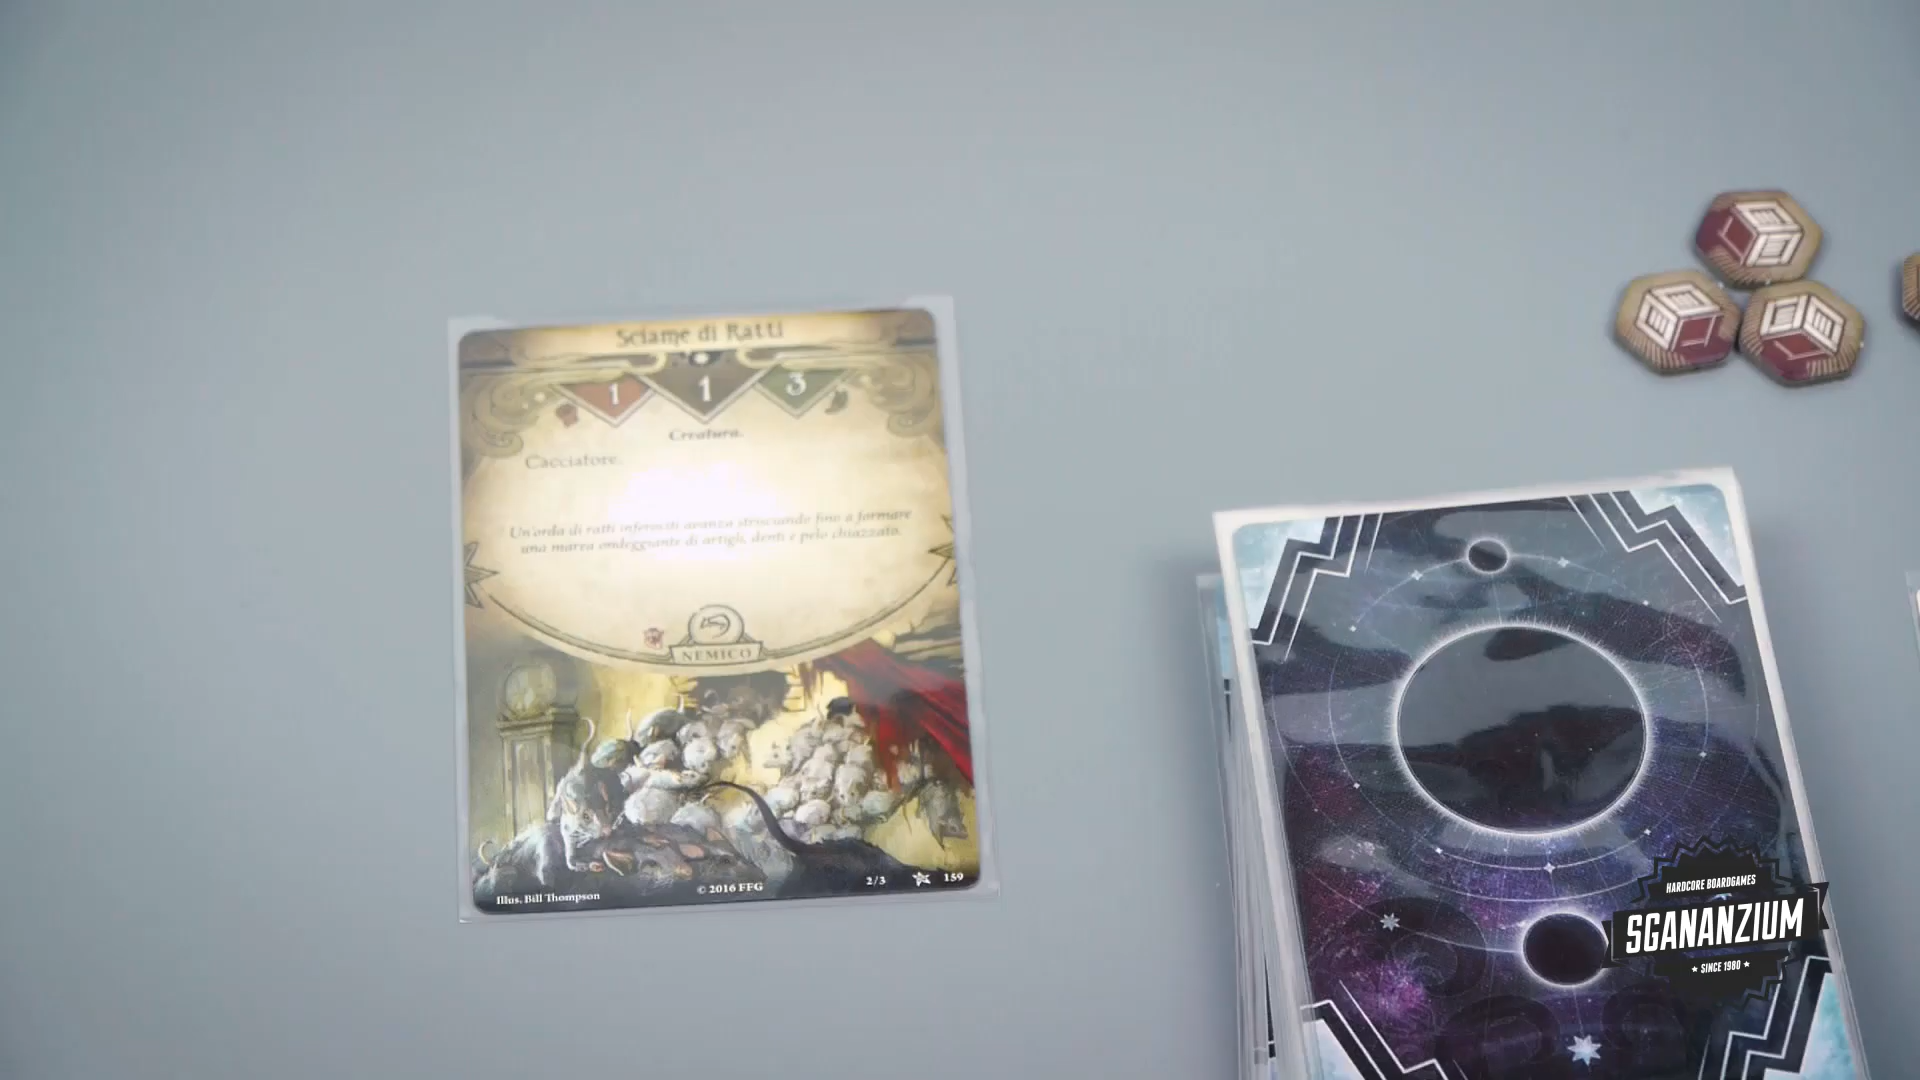 Sciame di Ratti
1 1 3
Creatura.
Cacciatore.
Un'orda di ratti inferociti avanza strisciando fino a formare
una marea ondeggiante di artigli, denti e pelo chiazzato.
NEMICO
Illus. Bill Thompson
© 2016 FFG
2/3
159
HARDCORE BOARDGAMES
SGANANZIUM
SINCE 1980